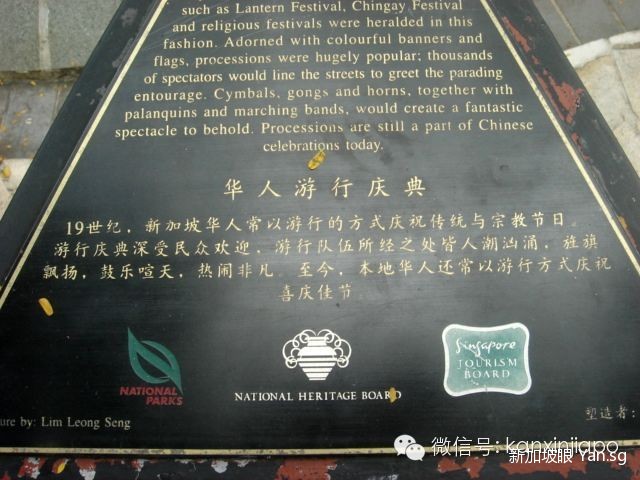 such as Lantern Festival, Chingay Festival
and religious festivals were heralded in this
fashion. Adorned with colourful banners and
flags, processions were hugely popular; thousands
of spectators would line the streets to greet the parading
entourage. Cymbals, gongs and horns, together with
palanquins and marching bands, would create a fantastic
spectacle to behold. Processions are still a part of Chinese
celebrations today.
华人游行庆典
19世纪，新加坡华人常以游行的方式庆祝传统与宗教节日。
游行庆典深受民众欢迎，游行队伍所经之处皆人潮汹涌，旌旗
飘扬，鼓乐喧天，热闹非凡。至今，本地华人还常以游行方式庆祝
喜庆佳节。
NATIONAL
PARKS
NATIONAL HERITAGE BOARD
Singapore
TOURISM
BOARD
ure by: Lim Leong Seng
塑造者:
微信号: kanxinjiapo
新加坡眼 Yan.sg